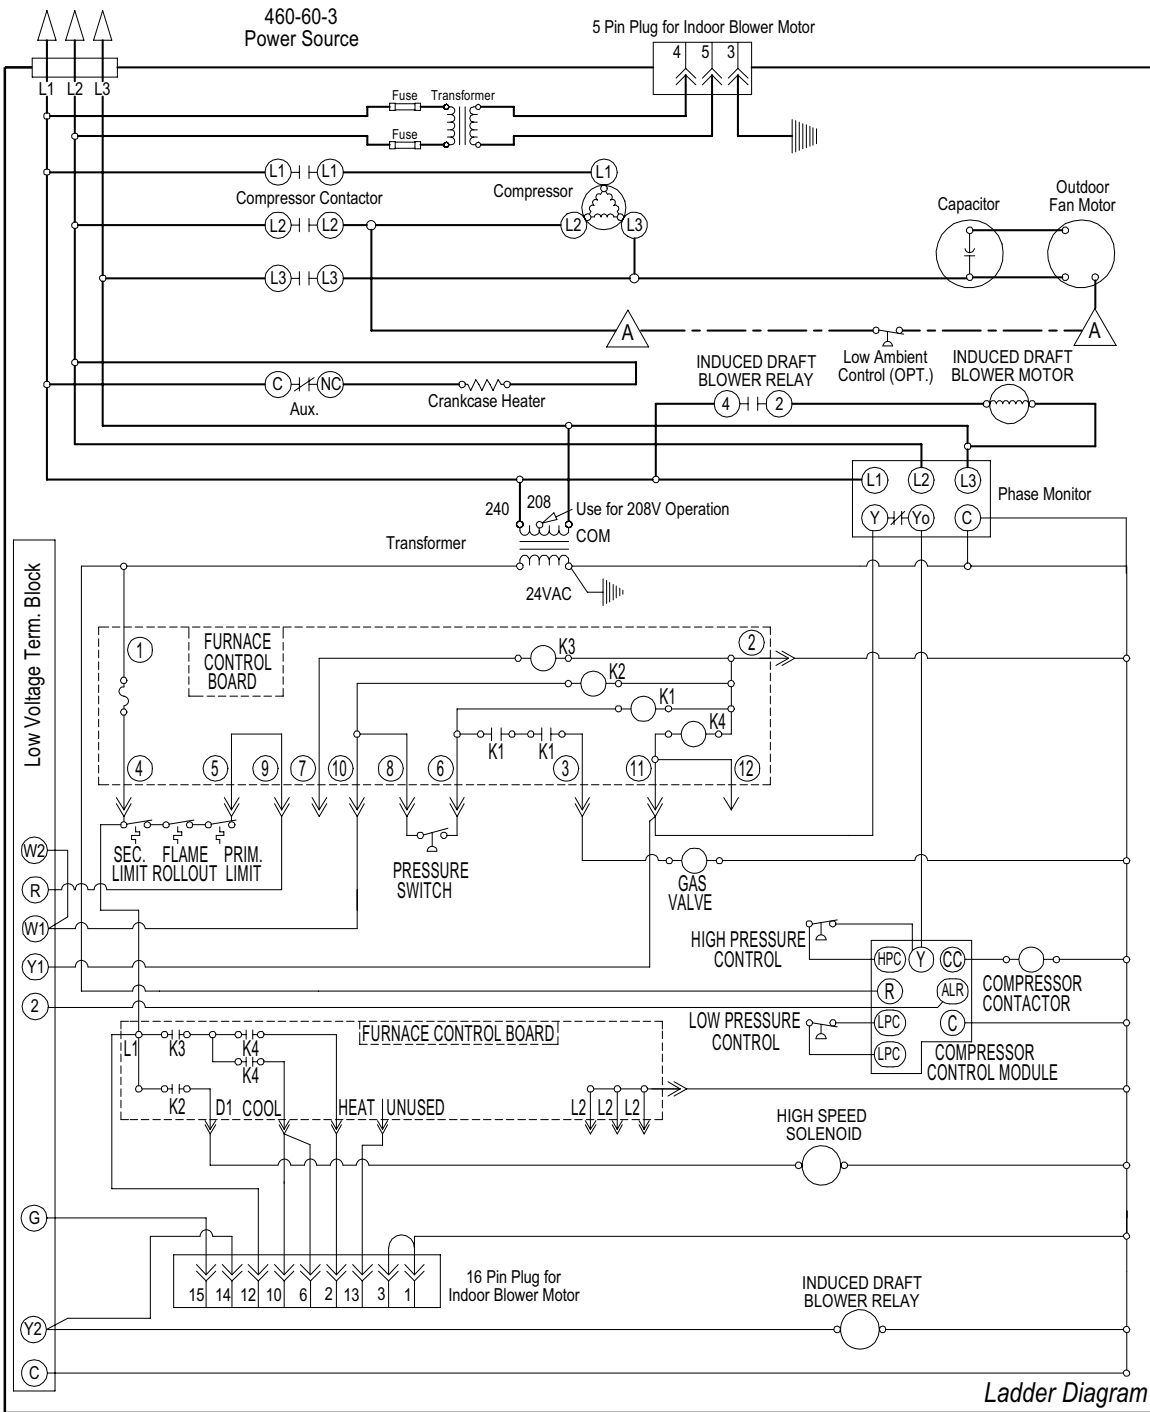 460-60-3
Power Source
5 Pin Plug for Indoor Blower Motor
4 5 3
L1 L2 L3
Fuse Transformer
Fuse
L1 L1
L1
Compressor Contactor
Compressor
L2 L2
L2 L3
L3 L3
Capacitor
Outdoor
Fan Motor
A
A
Low Ambient
Control (OPT.)
C NC
Aux.
Crankcase Heater
INDUCED DRAFT
BLOWER RELAY
4 2
INDUCED DRAFT
BLOWER MOTOR
L1 L2 L3
Phase Monitor
Y Yo C
240 208
Use for 208V Operation
COM
Transformer
24VAC
Low Voltage Term. Block
FURNACE
CONTROL
BOARD
1
2
K3
K2
K1
K4
K1 K1
4 5 9 7 10 8 6 3 11 12
SEC.
LIMIT
FLAME
ROLLOUT
PRIM.
LIMIT
PRESSURE
SWITCH
GAS
VALVE
W2
R
W1
Y1
2
HIGH PRESSURE
CONTROL
HPC Y CC
R ALR
LPC C
LPC
COMPRESSOR
CONTACTOR
LOW PRESSURE
CONTROL
COMPRESSOR
CONTROL MODULE
FURNACE CONTROL BOARD
L1 K3 K4
K4
K2
D1 COOL HEAT UNUSED
L2 L2 L2
HIGH SPEED
SOLENOID
G
15 14 12 10 6 2 13 3 1
16 Pin Plug for
Indoor Blower Motor
INDUCED DRAFT
BLOWER RELAY
Y2
C
Ladder Diagram